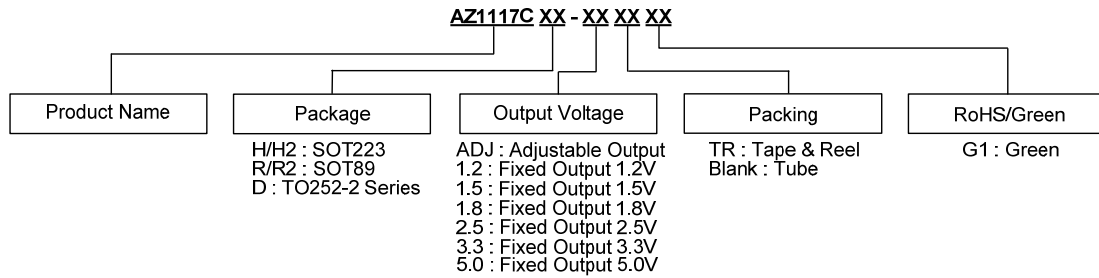 AZ1117C XX - XX XX XX
Product Name
Package
H/H2 : SOT223
R/R2 : SOT89
D : TO252-2 Series
Output Voltage
ADJ : Adjustable Output
1.2 : Fixed Output 1.2V
1.5 : Fixed Output 1.5V
1.8 : Fixed Output 1.8V
2.5 : Fixed Output 2.5V
3.3 : Fixed Output 3.3V
5.0 : Fixed Output 5.0V
Packing
TR : Tape & Reel
Blank : Tube
RoHS/Green
G1 : Green